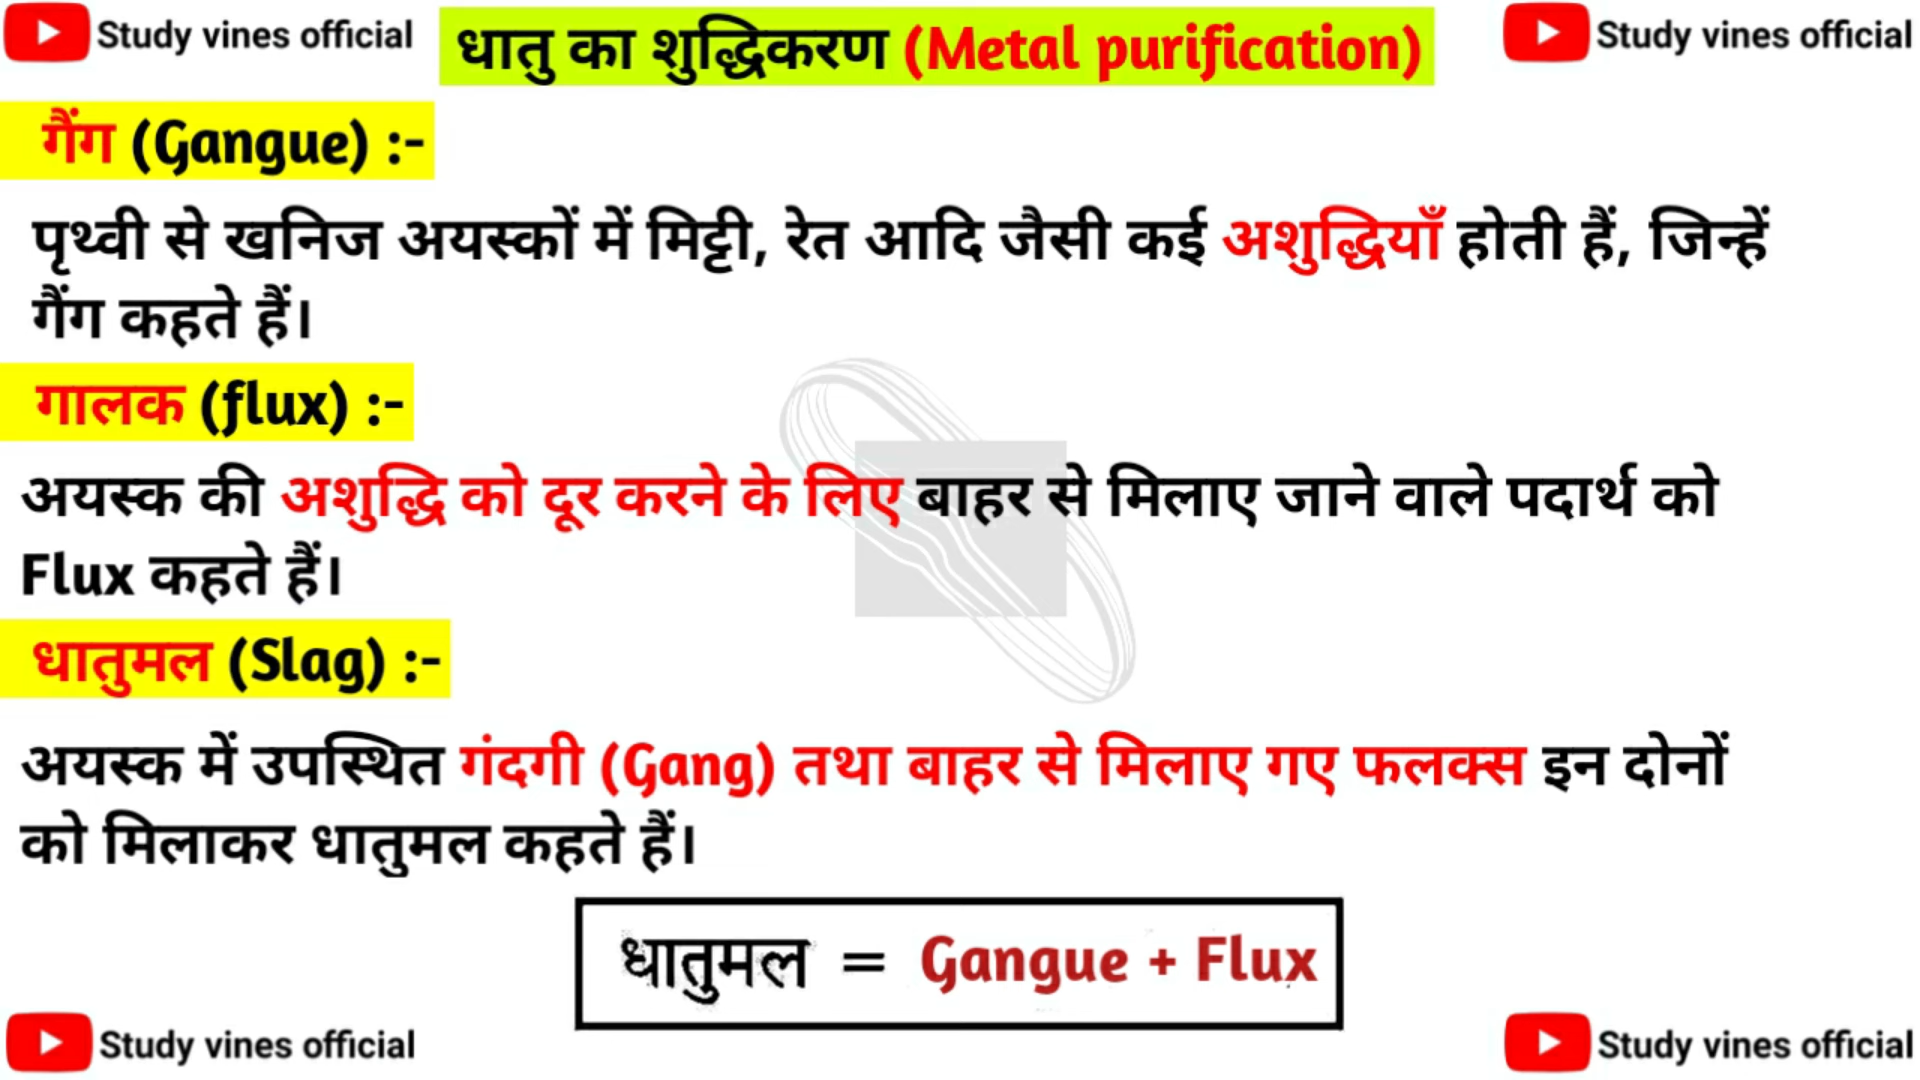 Study vines official
धातु का शुद्धिकरण (Metal purification)
Study vines official
गैंग (Gangue) :-
पृथ्वी से खनिज अयस्कों में मिट्टी, रेत आदि जैसी कई अशुद्धियाँ होती हैं, जिन्हें
गैंग कहते हैं।
गालक (flux) :-
अयस्क की अशुद्धि को दूर करने के लिए बाहर से मिलाए जाने वाले पदार्थ को
Flux कहते हैं।
धातुमल (Slag) :-
अयस्क में उपस्थित गंदगी (Gang) तथा बाहर से मिलाए गए फलक्स इन दोनों
को मिलाकर धातुमल कहते हैं।
धातुमल = Gangue + Flux
Study vines official
Study vines official